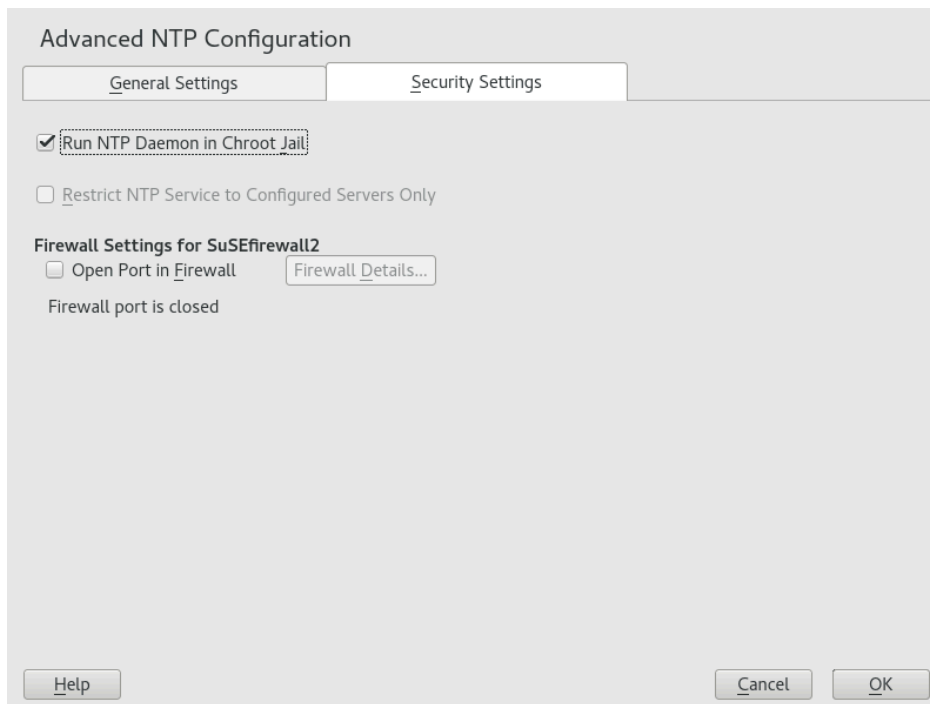 Advanced NTP Configuration
General Settings
Security Settings
Run NTP Daemon in Chroot Jail
Restrict NTP Service to Configured Servers Only
Firewall Settings for SuSEfirewall2
Open Port in Firewall
Firewall Details...
Firewall port is closed
Help
Cancel
OK